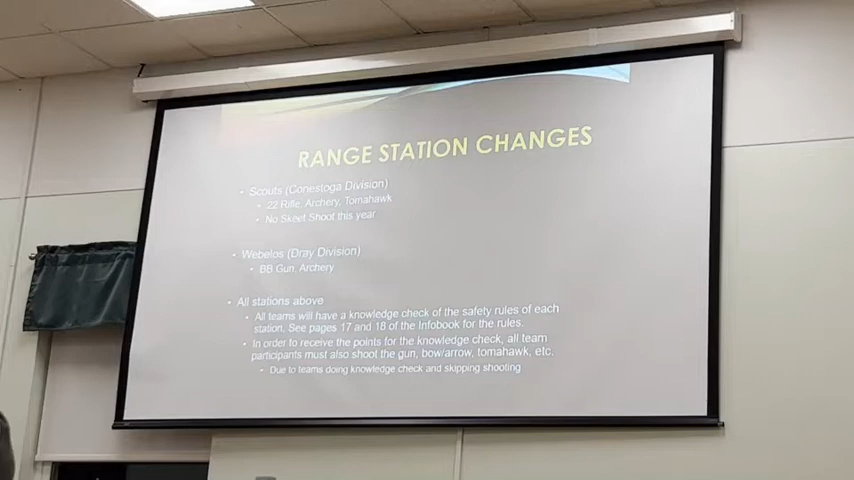 RANGE STATION CHANGES
• Scouts (Conestoga Division)
• 22 Rifle, Archery, Tomahawk
• No Skeet Shoot this year
• Webelos (Dray Division)
• BB Gun, Archery
• All stations above
• All teams will have a knowledge check of the safety rules of each
station. See pages 17 and 18 of the Infobook for the rules.
• In order to receive the points for the knowledge check, all team
participants must also shoot the gun, bow/arrow, tomahawk, etc.
• Due to teams doing knowledge check and skipping shooting